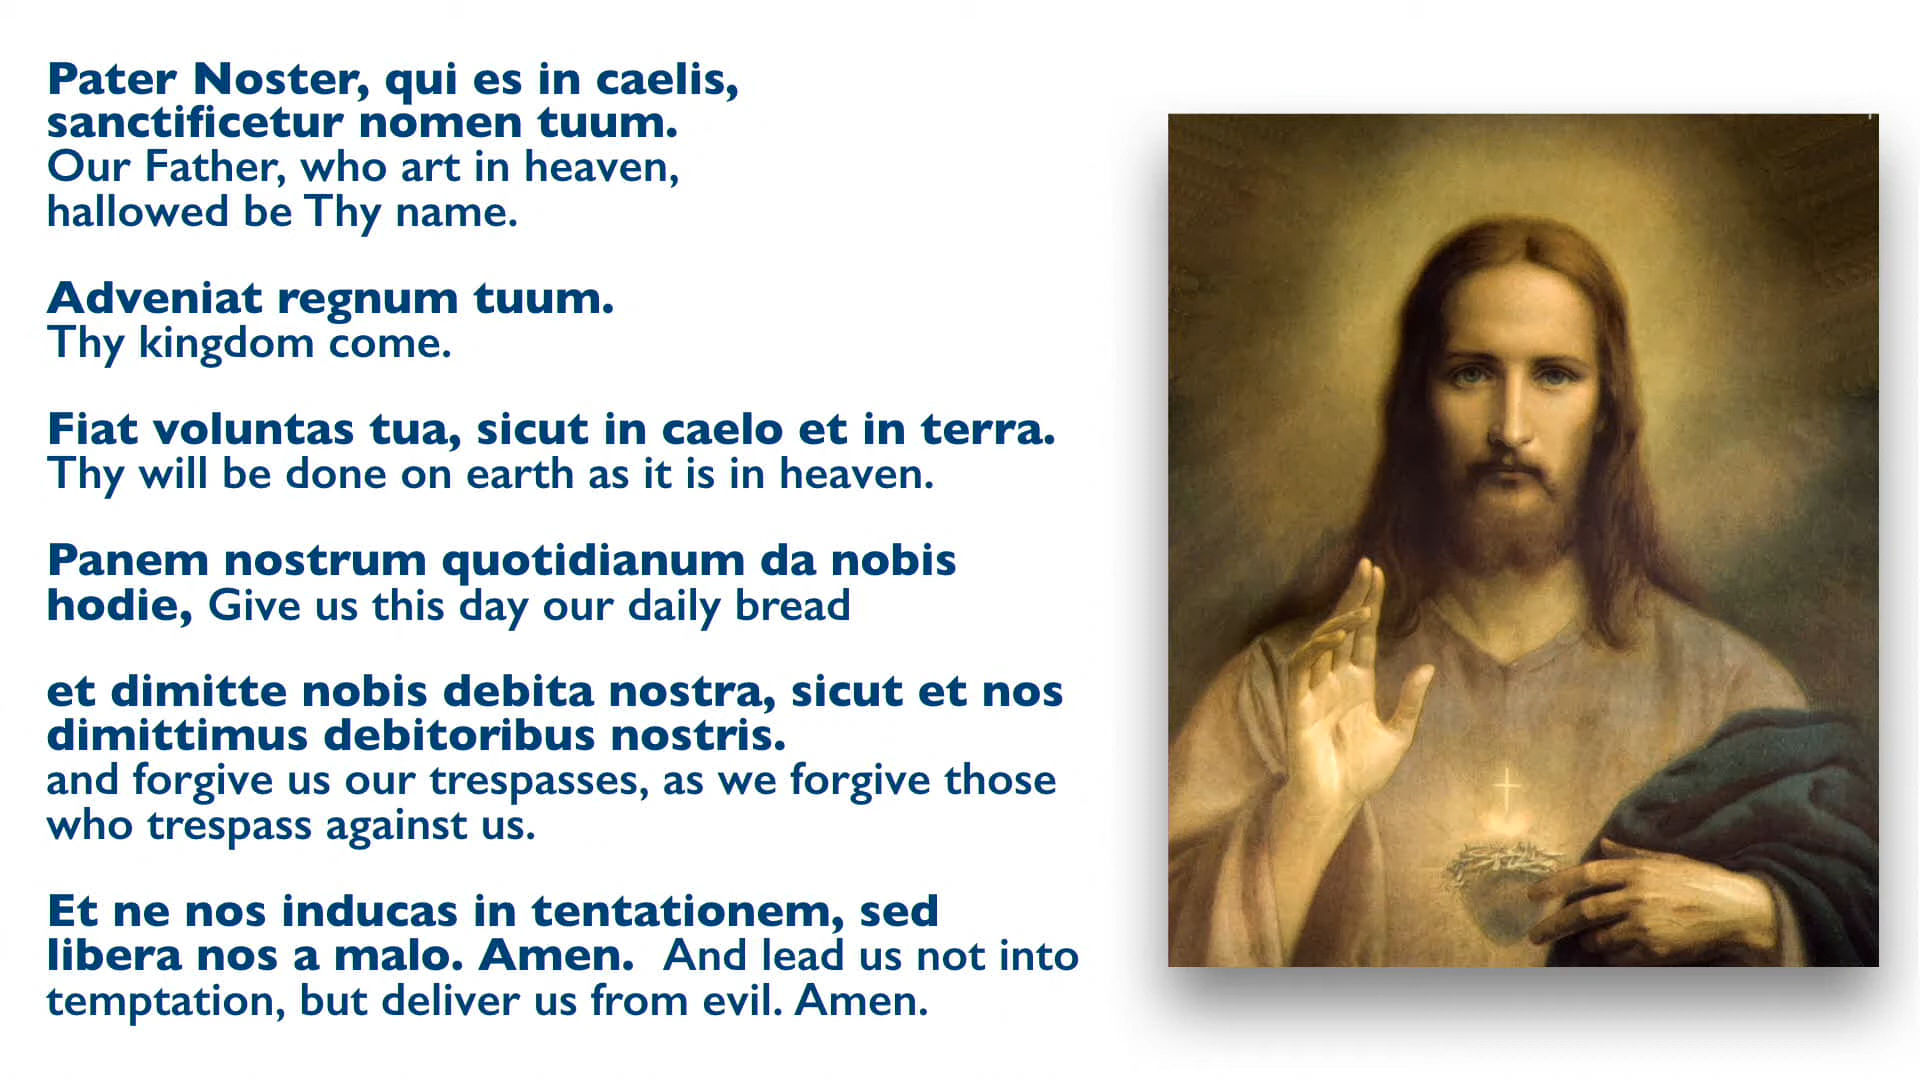 Pater Noster, qui es in caelis,
sanctificetur nomen tuum.
Our Father, who art in heaven,
hallowed be Thy name.
Adveniat regnum tuum.
Thy kingdom come.
Fiat voluntas tua, sicut in caelo et in terra.
Thy will be done on earth as it is in heaven.
Panem nostrum quotidianum da nobis
hodie, Give us this day our daily bread
et dimitte nobis debita nostra, sicut et nos
dimittimus debitoribus nostris.
and forgive us our trespasses, as we forgive those
who trespass against us.
Et ne nos inducas in tentationem, sed
libera nos a malo. Amen.  And lead us not into
temptation, but deliver us from evil. Amen.